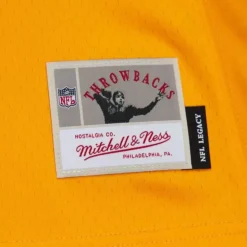 THROWBACKS
NFL
NOSTALGIA CO.
Mitchell & Ness
PHILADELPHIA, PA.
NFL LEGACY